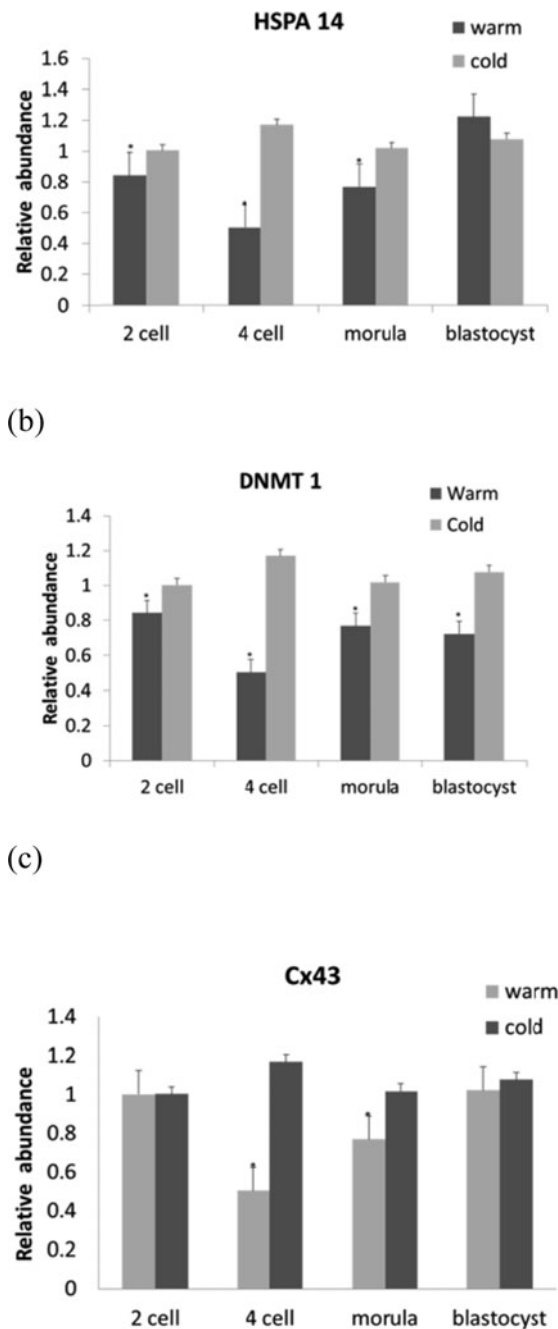 HSPA 14
warm
cold
Relative abundance
1.6
1.4
1.2
1
0.8
0.6
0.4
0.2
0
2 cell 4 cell morula blastocyst
* * *
(b)
DNMT 1
Warm
Cold
Relative abundance
1.4
1.2
1
0.8
0.6
0.4
0.2
0
2 cell 4 cell morula blastocyst
* * * *
(c)
Cx43
warm
cold
Relative abundance
1.4
1.2
1
0.8
0.6
0.4
0.2
0
2 cell 4 cell morula blastocyst
* *